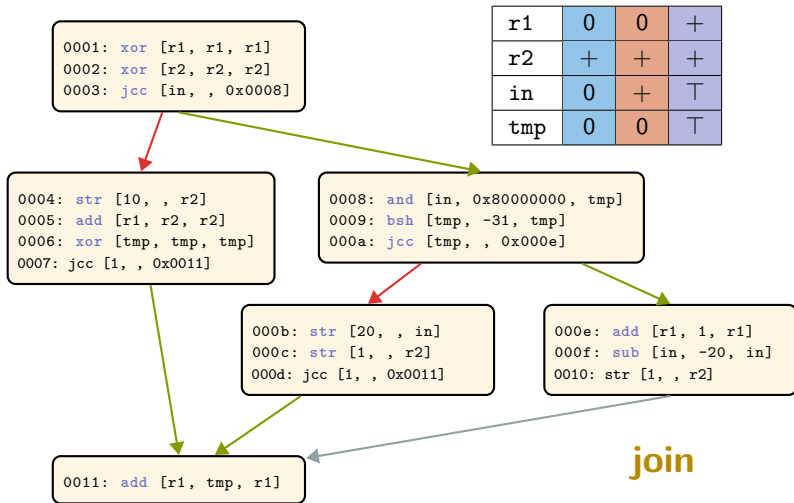 0001: xor [r1, r1, r1]
0002: xor [r2, r2, r2]
0003: jcc [in, , 0x0008]
r1 0 0 +
r2 + + +
in 0 + ⊤
tmp 0 0 ⊤
0004: str [10, , r2]
0005: add [r1, r2, r2]
0006: xor [tmp, tmp, tmp]
0007: jcc [1, , 0x0011]
0008: and [in, 0x80000000, tmp]
0009: bsh [tmp, -31, tmp]
000a: jcc [tmp, , 0x000e]
000b: str [20, , in]
000c: str [1, , r2]
000d: jcc [1, , 0x0011]
000e: add [r1, 1, r1]
000f: sub [in, -20, in]
0010: str [1, , r2]
0011: add [r1, tmp, r1]
join